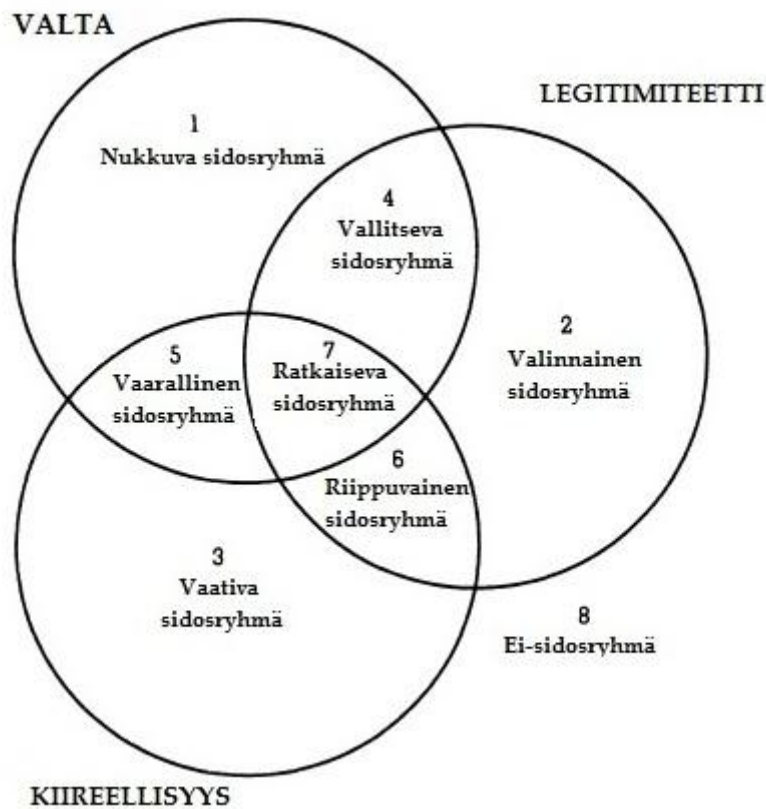 VALTA
LEGITIMITEETTI
1
Nukkuva sidosryhmä
4
Vallitseva
sidosryhmä
2
Valinnainen
sidosryhmä
5
Vaarallinen
sidosryhmä
7
Ratkaiseva
sidosryhmä
6
Riippuvainen
sidosryhmä
3
Vaativa
sidosryhmä
8
Ei-sidosryhmä
KIIREELLISYYS